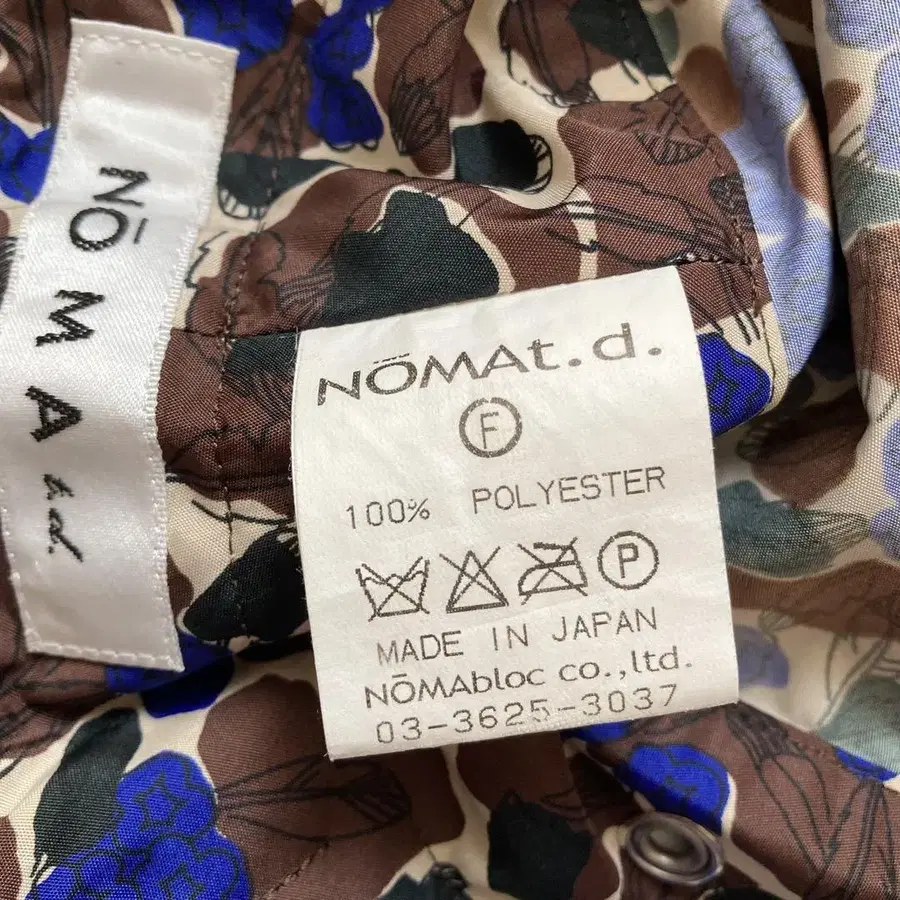 NŌMA t.d.
NŌMAt.d.
F
100% POLYESTER
P
MADE IN JAPAN
NŌMAbloc co.,ltd.
03-3625-3037